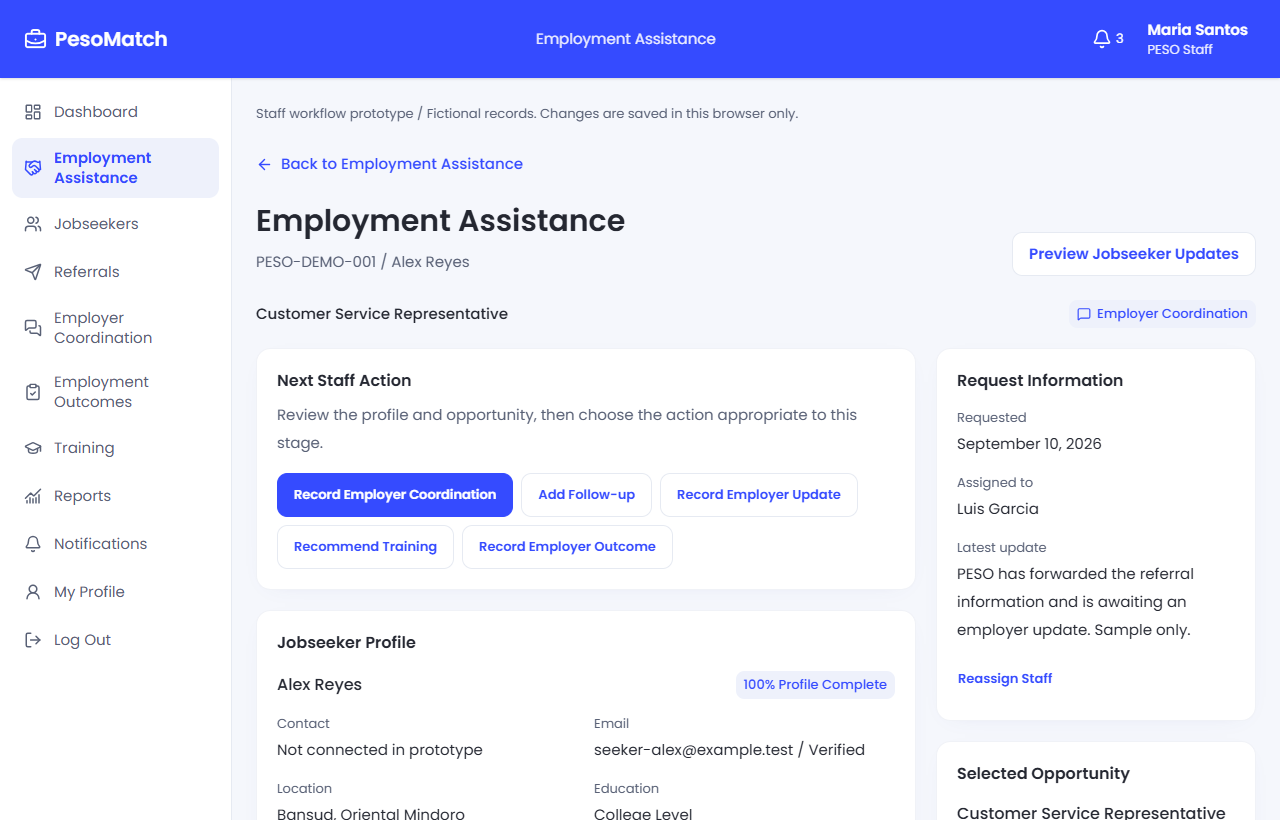 PesoMatch
Employment Assistance
3
Maria Santos
PESO Staff
Dashboard
Employment
Assistance
Jobseekers
Referrals
Employer
Coordination
Employment
Outcomes
Training
Reports
Notifications
My Profile
Log Out
Staff workflow prototype / Fictional records. Changes are saved in this browser only.
Back to Employment Assistance
Employment Assistance
PESO-DEMO-001 / Alex Reyes
Preview Jobseeker Updates
Customer Service Representative
Employer Coordination
Next Staff Action
Review the profile and opportunity, then choose the action appropriate to this
stage.
Record Employer Coordination
Add Follow-up
Record Employer Update
Recommend Training
Record Employer Outcome
Jobseeker Profile
Alex Reyes
100% Profile Complete
Contact
Not connected in prototype
Email
seeker-alex@example.test / Verified
Location
Bansud, Oriental Mindoro
Education
College Level
Request Information
Requested
September 10, 2026
Assigned to
Luis Garcia
Latest update
PESO has forwarded the referral
information and is awaiting an
employer update. Sample only.
Reassign Staff
Selected Opportunity
Customer Service Representative